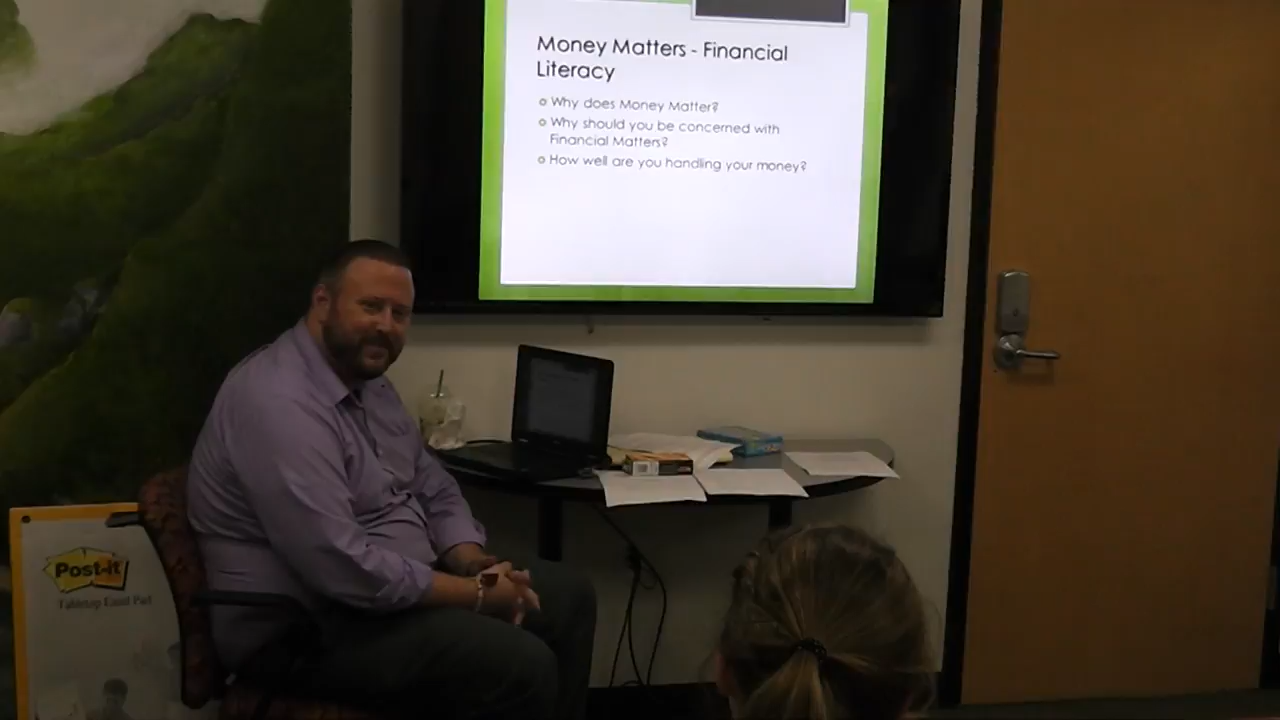 Money Matters - Financial
Literacy
Why does Money Matter?
Why should you be concerned with
Financial Matters?
How well are you handling your money?
Post-it
Tabletop Easel Pad